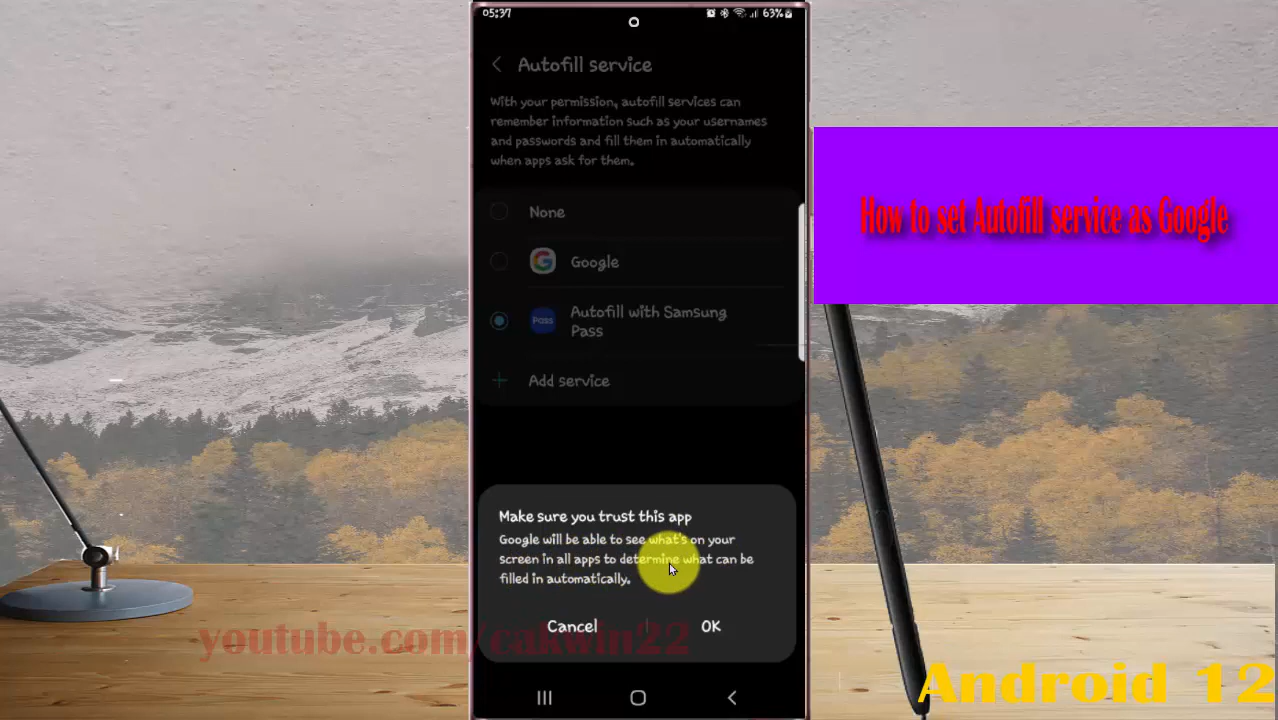 05:37
63%
Autofill service
With your permission, autofill services can
remember information such as your usernames
and passwords and fill them in automatically
when apps ask for them.
None
Google
Pass
Autofill with Samsung
Pass
Add service
Make sure you trust this app
Google will be able to see what's on your
screen in all apps to determine what can be
filled in automatically.
Cancel
OK
How to set Autofill service as Google
youtube.com/cakwin22
Android 12